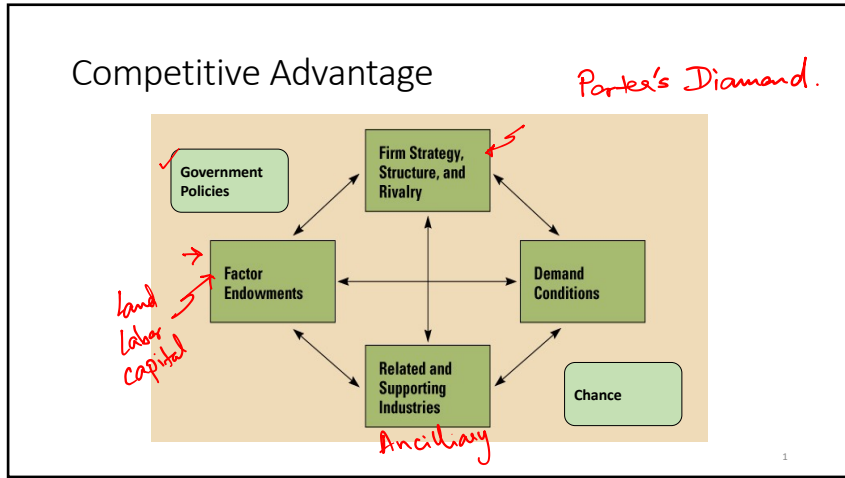 Competitive Advantage
Porter's Diamond.
Government
Policies
Firm Strategy,
Structure, and
Rivalry
Factor
Endowments
Demand
Conditions
Land
Labor
capital
Related and
Supporting
Industries
Chance
Ancilliary
1